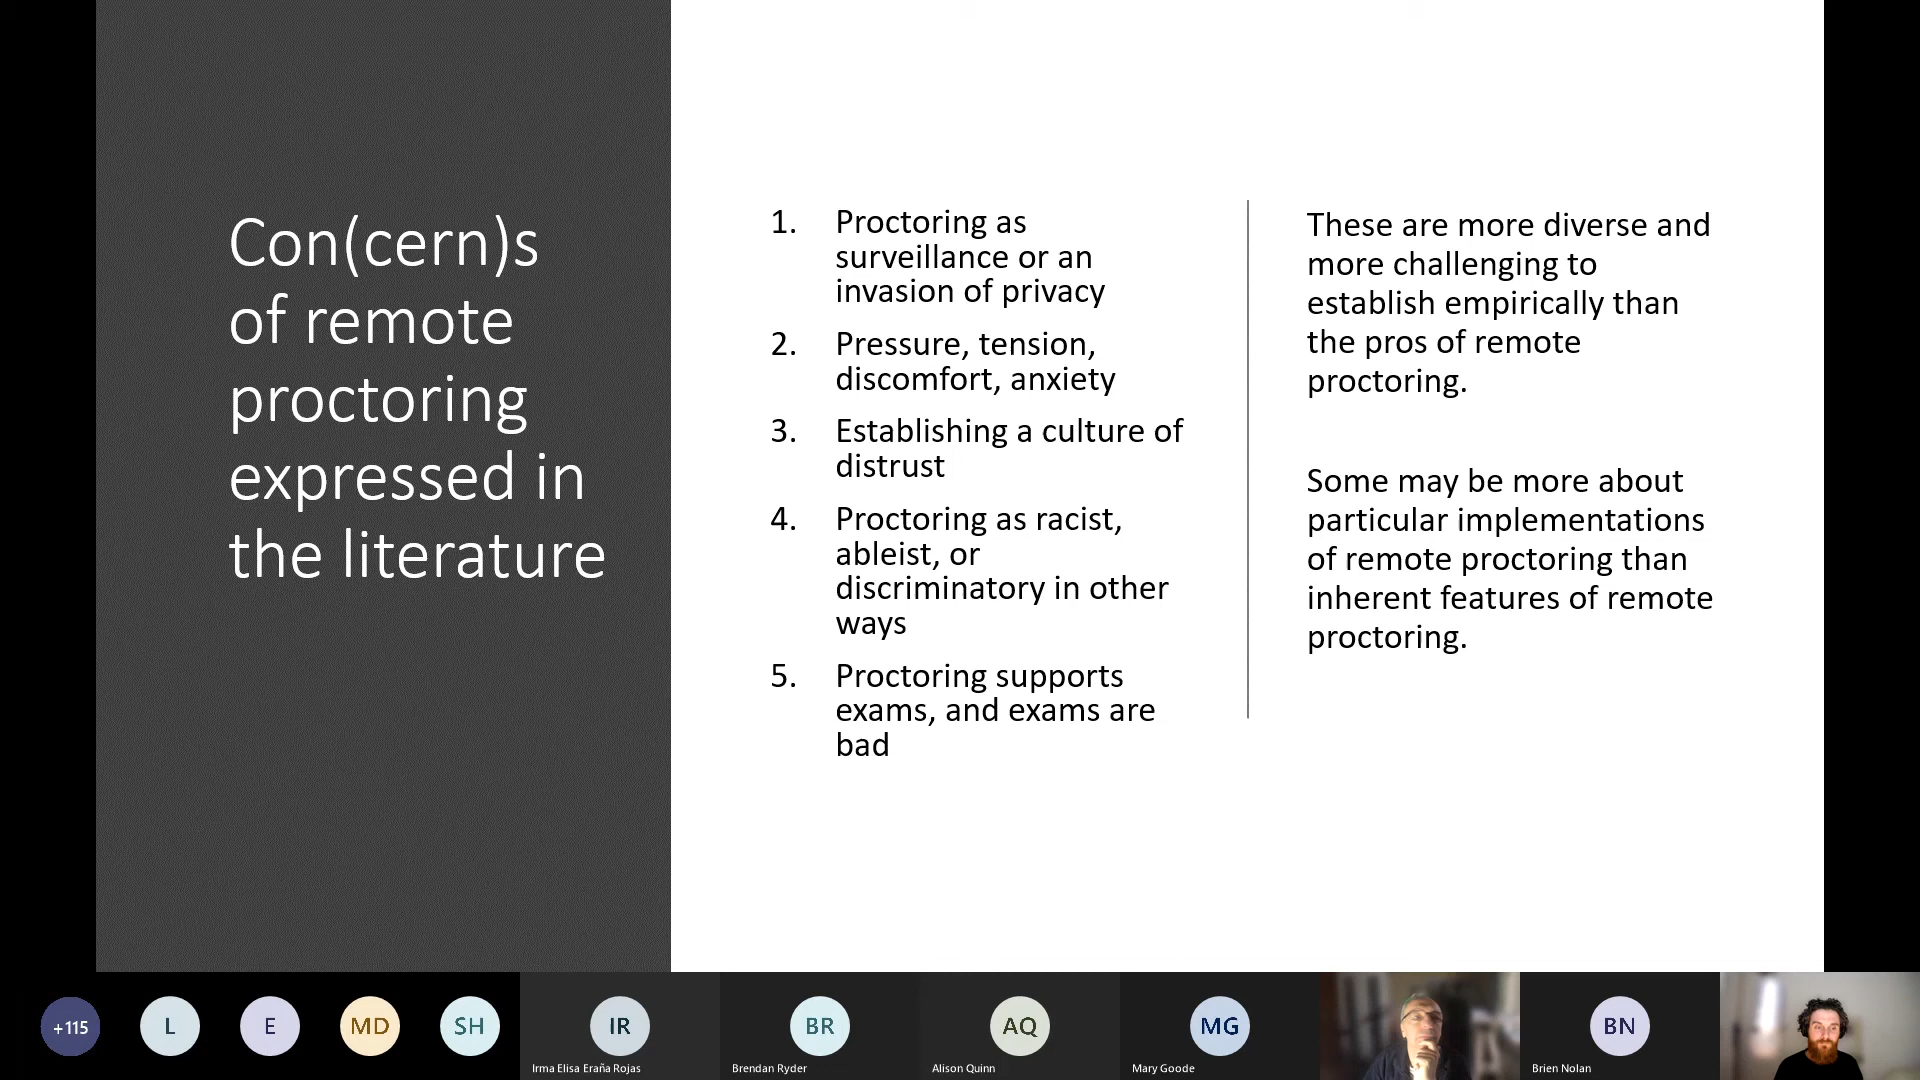 Con(cern)s
of remote
proctoring
expressed in
the literature
1. Proctoring as
surveillance or an
invasion of privacy
2. Pressure, tension,
discomfort, anxiety
3. Establishing a culture of
distrust
4. Proctoring as racist,
ableist, or
discriminatory in other
ways
5. Proctoring supports
exams, and exams are
bad
These are more diverse and
more challenging to
establish empirically than
the pros of remote
proctoring.
Some may be more about
particular implementations
of remote proctoring than
inherent features of remote
proctoring.
+115
L
E
MD
SH
IR
Irma Elisa Eraña Rojas
BR
Brendan Ryder
AQ
Alison Quinn
MG
Mary Goode
BN
Brien Nolan